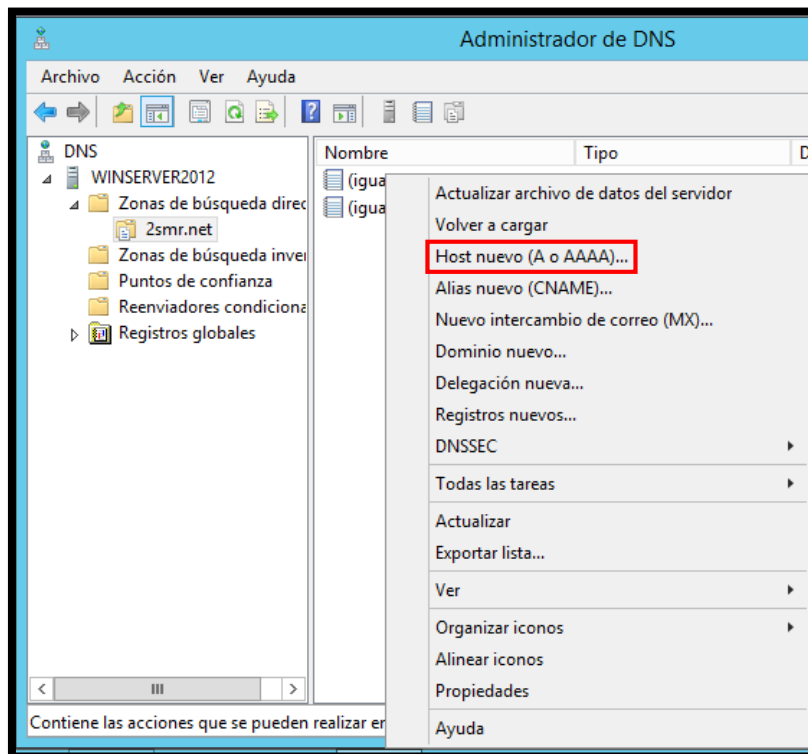 Administrador de DNS
Archivo Acción Ver Ayuda
DNS
WINSERVER2012
Zonas de búsqueda direc
2smr.net
Zonas de búsqueda inver
Puntos de confianza
Reenviadores condiciona
Registros globales
Nombre Tipo D
(igua
(igua
Actualizar archivo de datos del servidor
Volver a cargar
Host nuevo (A o AAAA)...
Alias nuevo (CNAME)...
Nuevo intercambio de correo (MX)...
Dominio nuevo...
Delegación nueva...
Registros nuevos...
DNSSEC
Todas las tareas
Actualizar
Exportar lista...
Ver
Organizar iconos
Alinear iconos
Propiedades
Ayuda
Contiene las acciones que se pueden realizar en